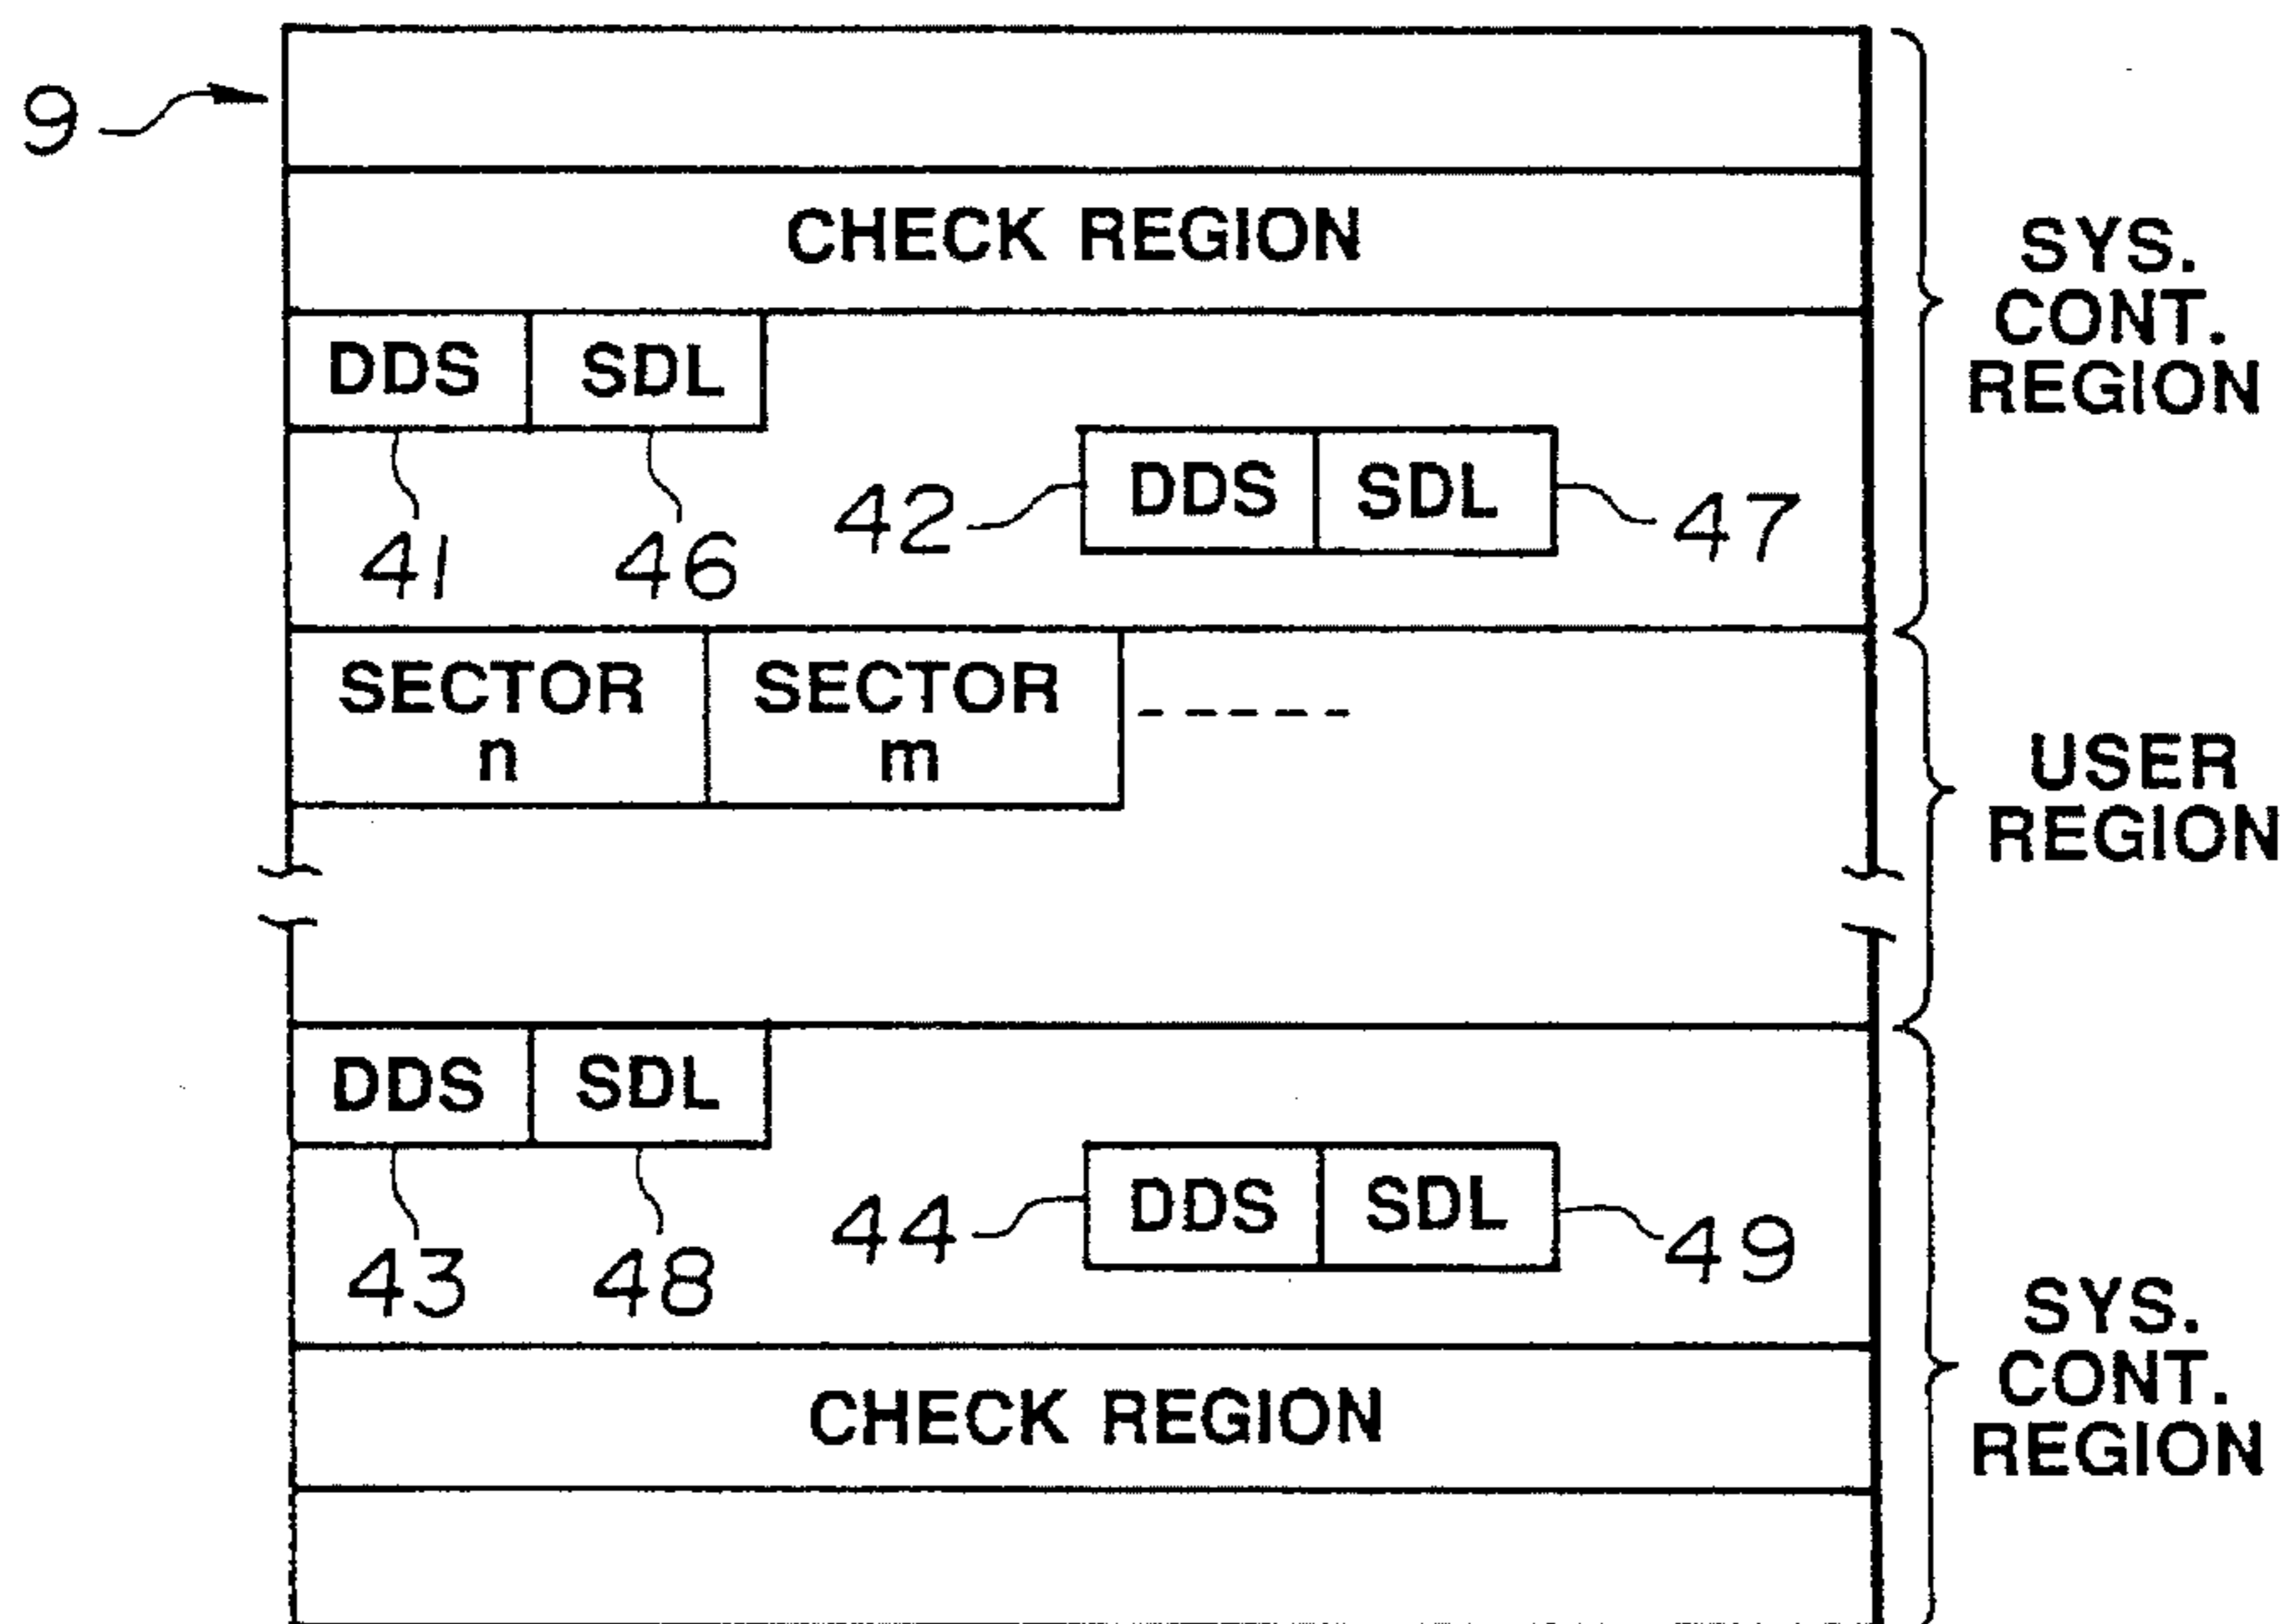 9
CHECK REGION
SYS.
CONT.
REGION
DDS SDL
41 46
42 DDS SDL 47
SECTOR
n
SECTOR
m
USER
REGION
DDS SDL
43 48
44 DDS SDL 49
CHECK REGION
SYS.
CONT.
REGION